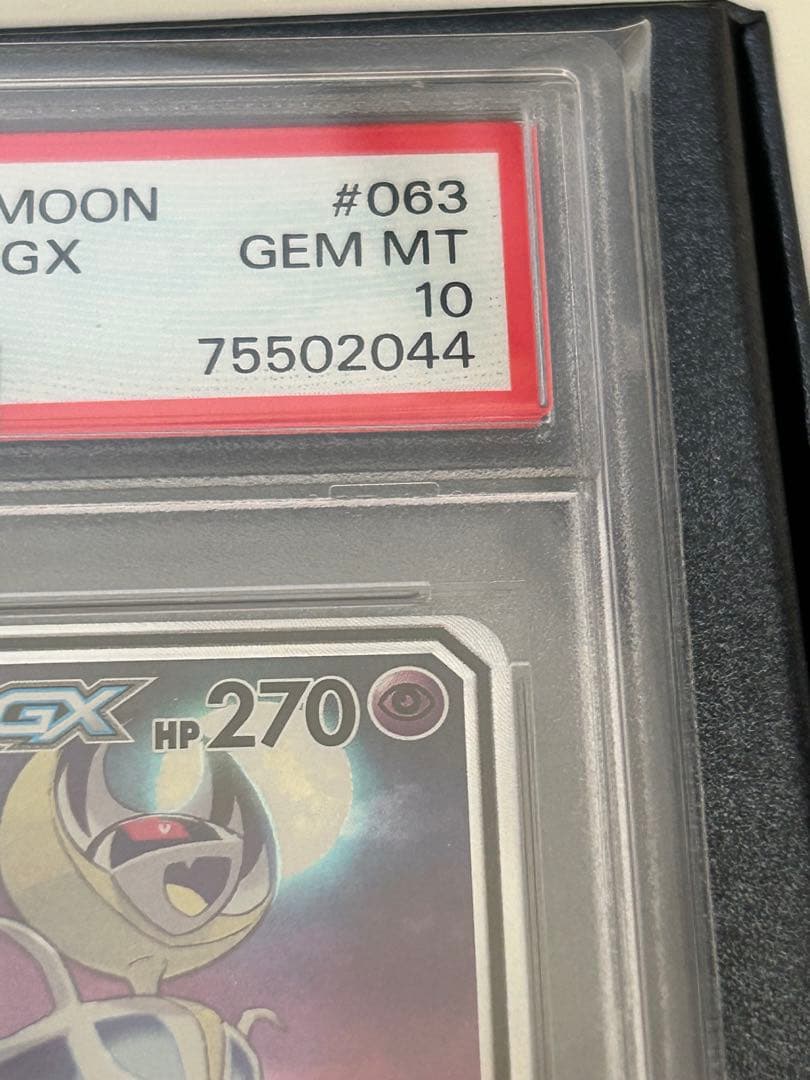 MOON #063
GX GEM MT
10
75502044
GX HP 270